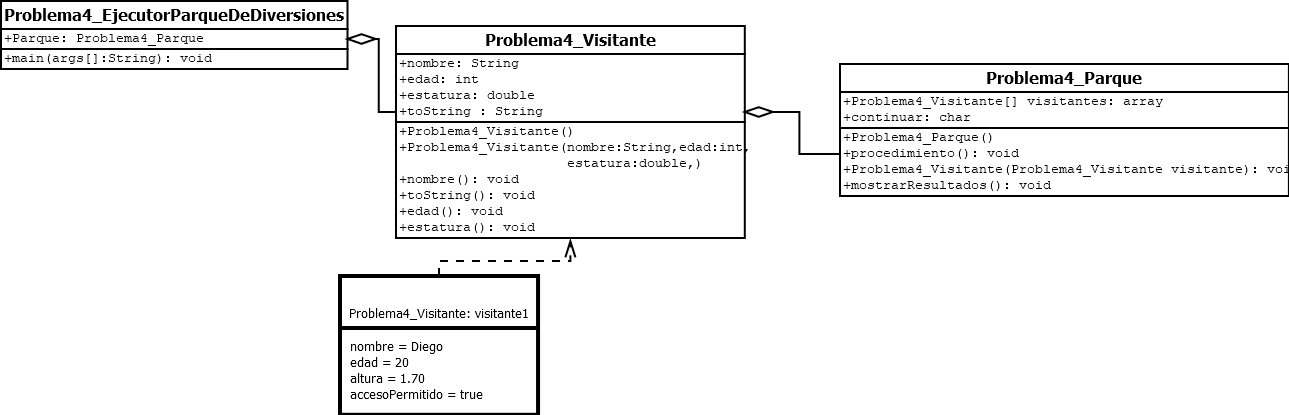 Problema4_EjecutorParqueDeDiversiones
+Parque: Problema4_Parque
+main(args[]:String): void
Problema4_Visitante
+nombre: String
+edad: int
+estatura: double
+toString : String
+Problema4_Visitante()
+Problema4_Visitante(nombre:String,edad:int,
estatura:double,)
+nombre(): void
+toString(): void
+edad(): void
+estatura(): void
Problema4_Parque
+Problema4_Visitante[] visitantes: array
+continuar: char
+Problema4_Parque()
+procedimiento(): void
+Problema4_Visitante(Problema4_Visitante visitante): voi
+mostrarResultados(): void
Problema4_Visitante: visitante1
nombre = Diego
edad = 20
altura = 1.70
accesoPermitido = true